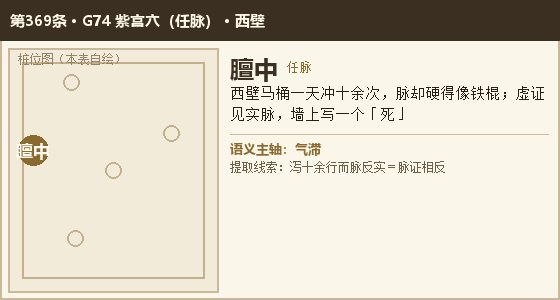 第369条・G74 紫宫穴（任脉）・西壁
桩位图（本表自绘）
膻中
膻中 任脉
西壁马桶一天冲十余次，脉却硬得像铁棍；虚证
见实脉，墙上写一个「死」
语义主轴：气滞
提取线索：泻十余行而脉反实＝脉证相反